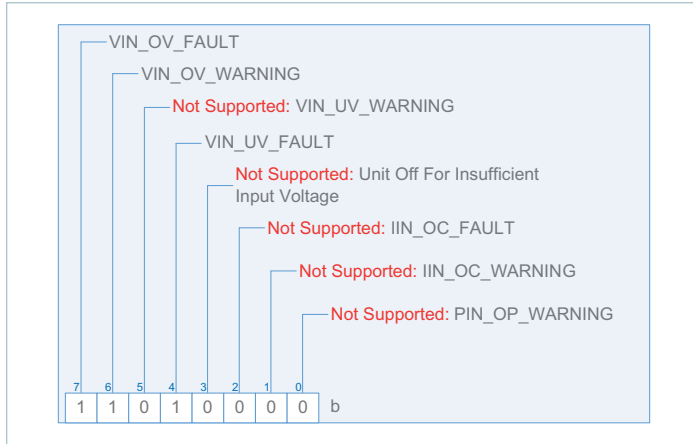 VIN_OV_FAULT
VIN_OV_WARNING
Not Supported: VIN_UV_WARNING
VIN_UV_FAULT
Not Supported: Unit Off For Insufficient
Input Voltage
Not Supported: IIN_OC_FAULT
Not Supported: IIN_OC_WARNING
Not Supported: PIN_OP_WARNING
7 6 5 4 3 2 1 0
1 1 0 1 0 0 0 0 b